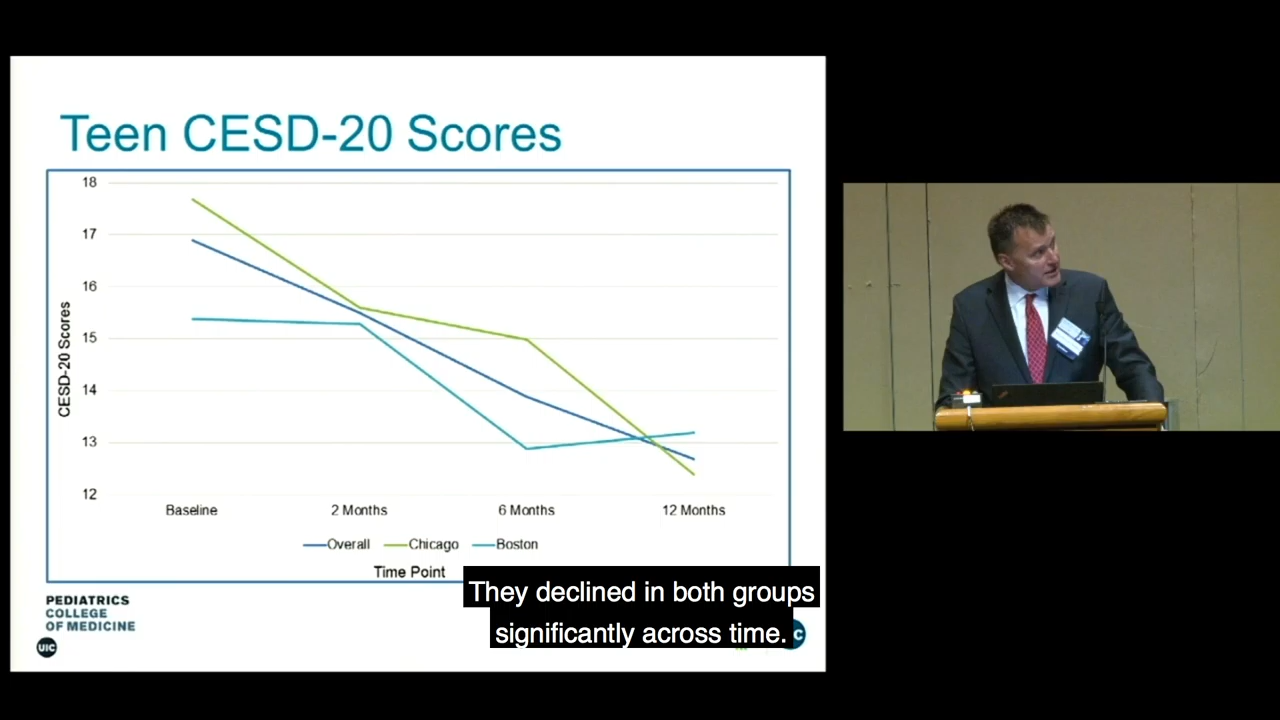 Teen CESD-20 Scores
18
17
16
15
14
13
12
CESD-20 Scores
Baseline
2 Months
6 Months
12 Months
Overall
Chicago
Boston
Time Point
They declined in both groups
significantly across time.
PEDIATRICS
COLLEGE
OF MEDICINE
UIC